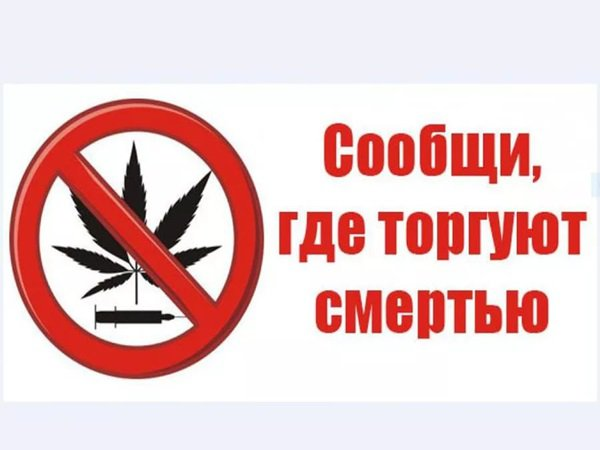 Сообщи,
где торгуют
смертью